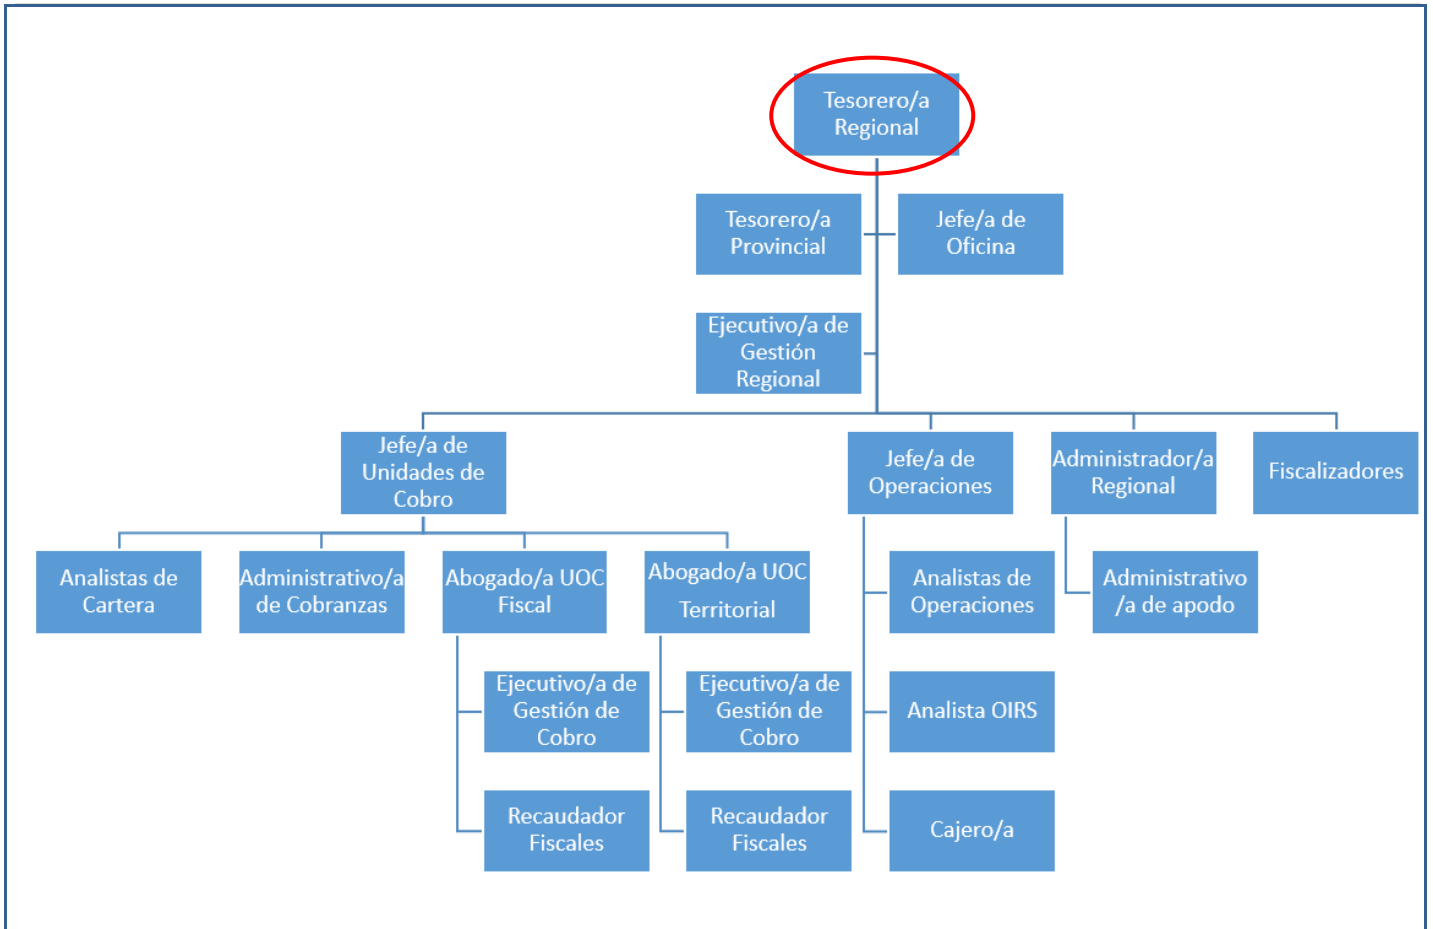 Tesorero/a
Regional
Tesorero/a
Provincial
Jefe/a de
Oficina
Ejecutivo/a de
Gestión
Regional
Jefe/a de
Unidades de
Cobro
Jefe/a de
Operaciones
Administrador/a
Regional
Fiscalizadores
Analistas de
Cartera
Administrativo/a
de Cobranzas
Abogado/a UOC
Fiscal
Abogado/a UOC
Territorial
Analistas de
Operaciones
Administrativo
/a de apodo
Ejecutivo/a de
Gestión de
Cobro
Ejecutivo/a de
Gestión de
Cobro
Analista OIRS
Recaudador
Fiscales
Recaudador
Fiscales
Cajero/a